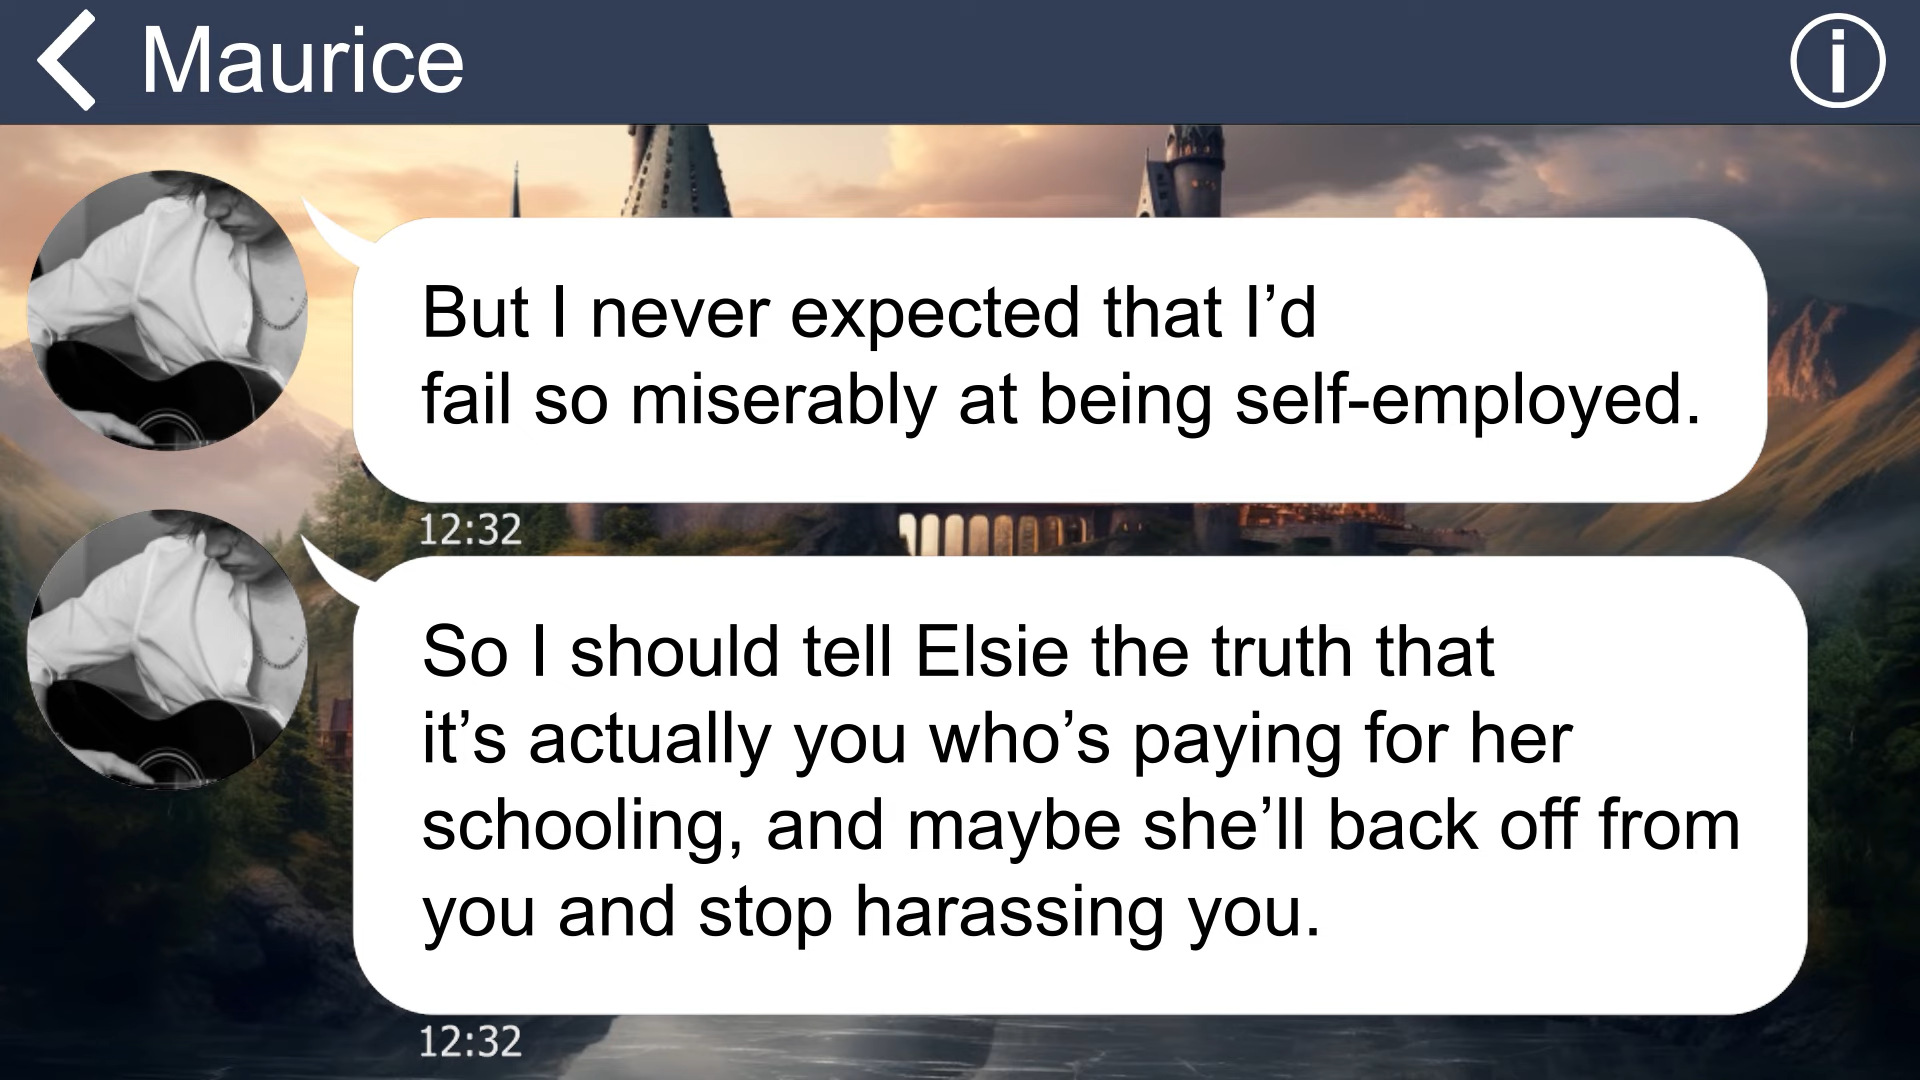 Maurice
But I never expected that I’d
fail so miserably at being self-employed.
12:32
So I should tell Elsie the truth that
it’s actually you who’s paying for her
schooling, and maybe she’ll back off from
you and stop harassing you.
12:32